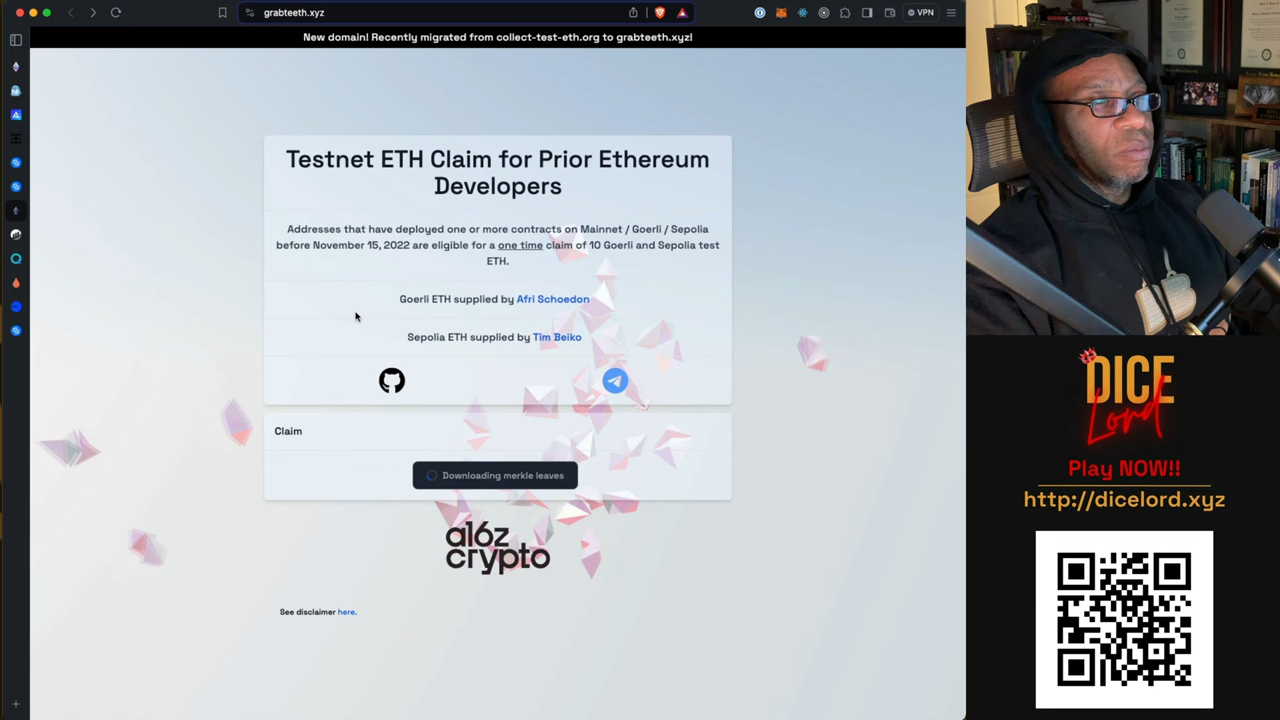 grabteeth.xyz
VPN
New domain! Recently migrated from collect-test-eth.org to grabteeth.xyz!
Testnet ETH Claim for Prior Ethereum
Developers
Addresses that have deployed one or more contracts on Mainnet / Goerli / Sepolia
before November 15, 2022 are eligible for a one time claim of 10 Goerli and Sepolia test
ETH.
Goerli ETH supplied by Afri Schoedon
Sepolia ETH supplied by Tim Beiko
Claim
Downloading merkle leaves
a16z
crypto
See disclaimer here.
DICE
Lord
Play NOW!!
http://dicelord.xyz